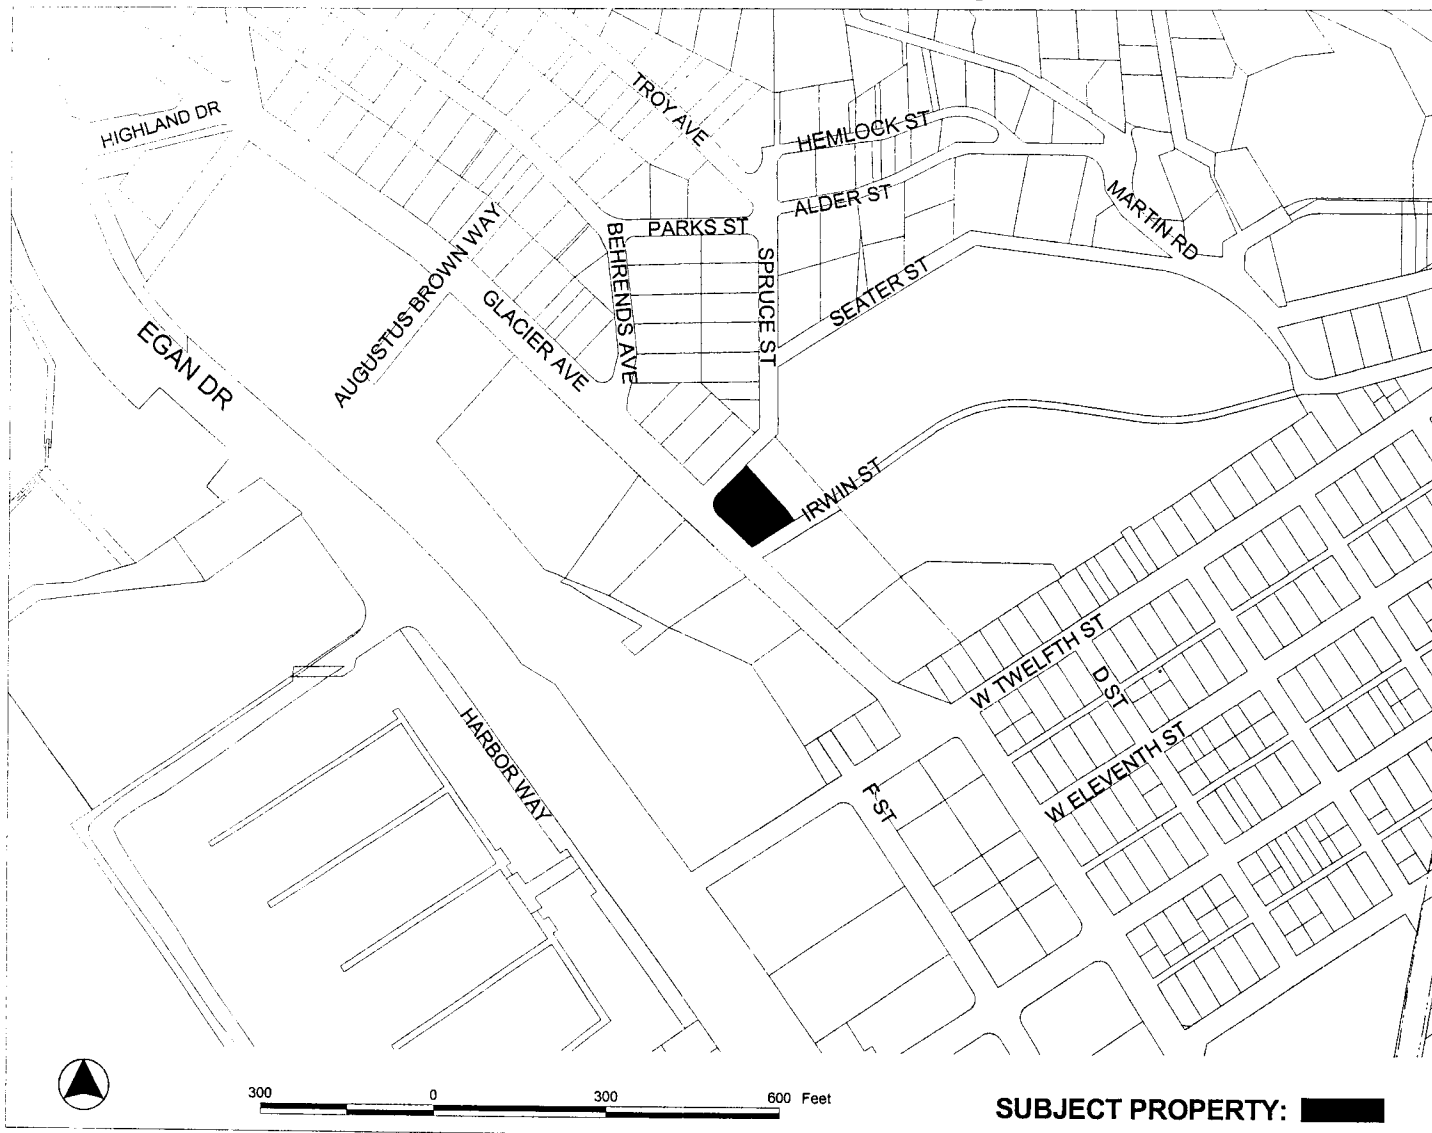 TROY AVE
HIGHLAND DR
HEMLOCK ST
ALDER ST
MARTIN RD
PARKS ST
AUGUSTUS BROWN WAY
BEHRENDS AVE
SPRUCE ST
SEATER ST
GLACIER AVE
EGAN DR
IRWIN ST
W TWELFTH ST
D ST
HARBOR WAY
W ELEVENTH ST
F ST
300 0 300 600 Feet
SUBJECT PROPERTY: